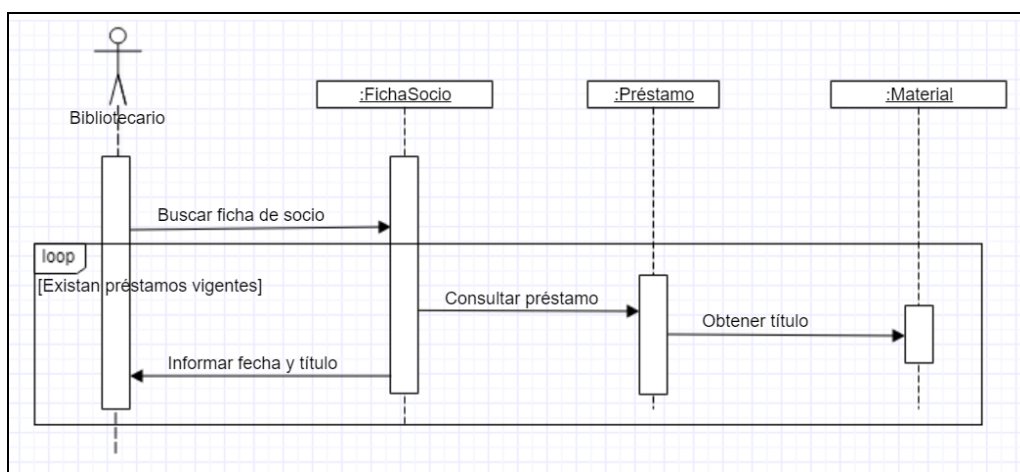 :FichaSocio
:Préstamo
:Material
Bibliotecario
Buscar ficha de socio
loop
[Existan préstamos vigentes]
Consultar préstamo
Obtener título
Informar fecha y título